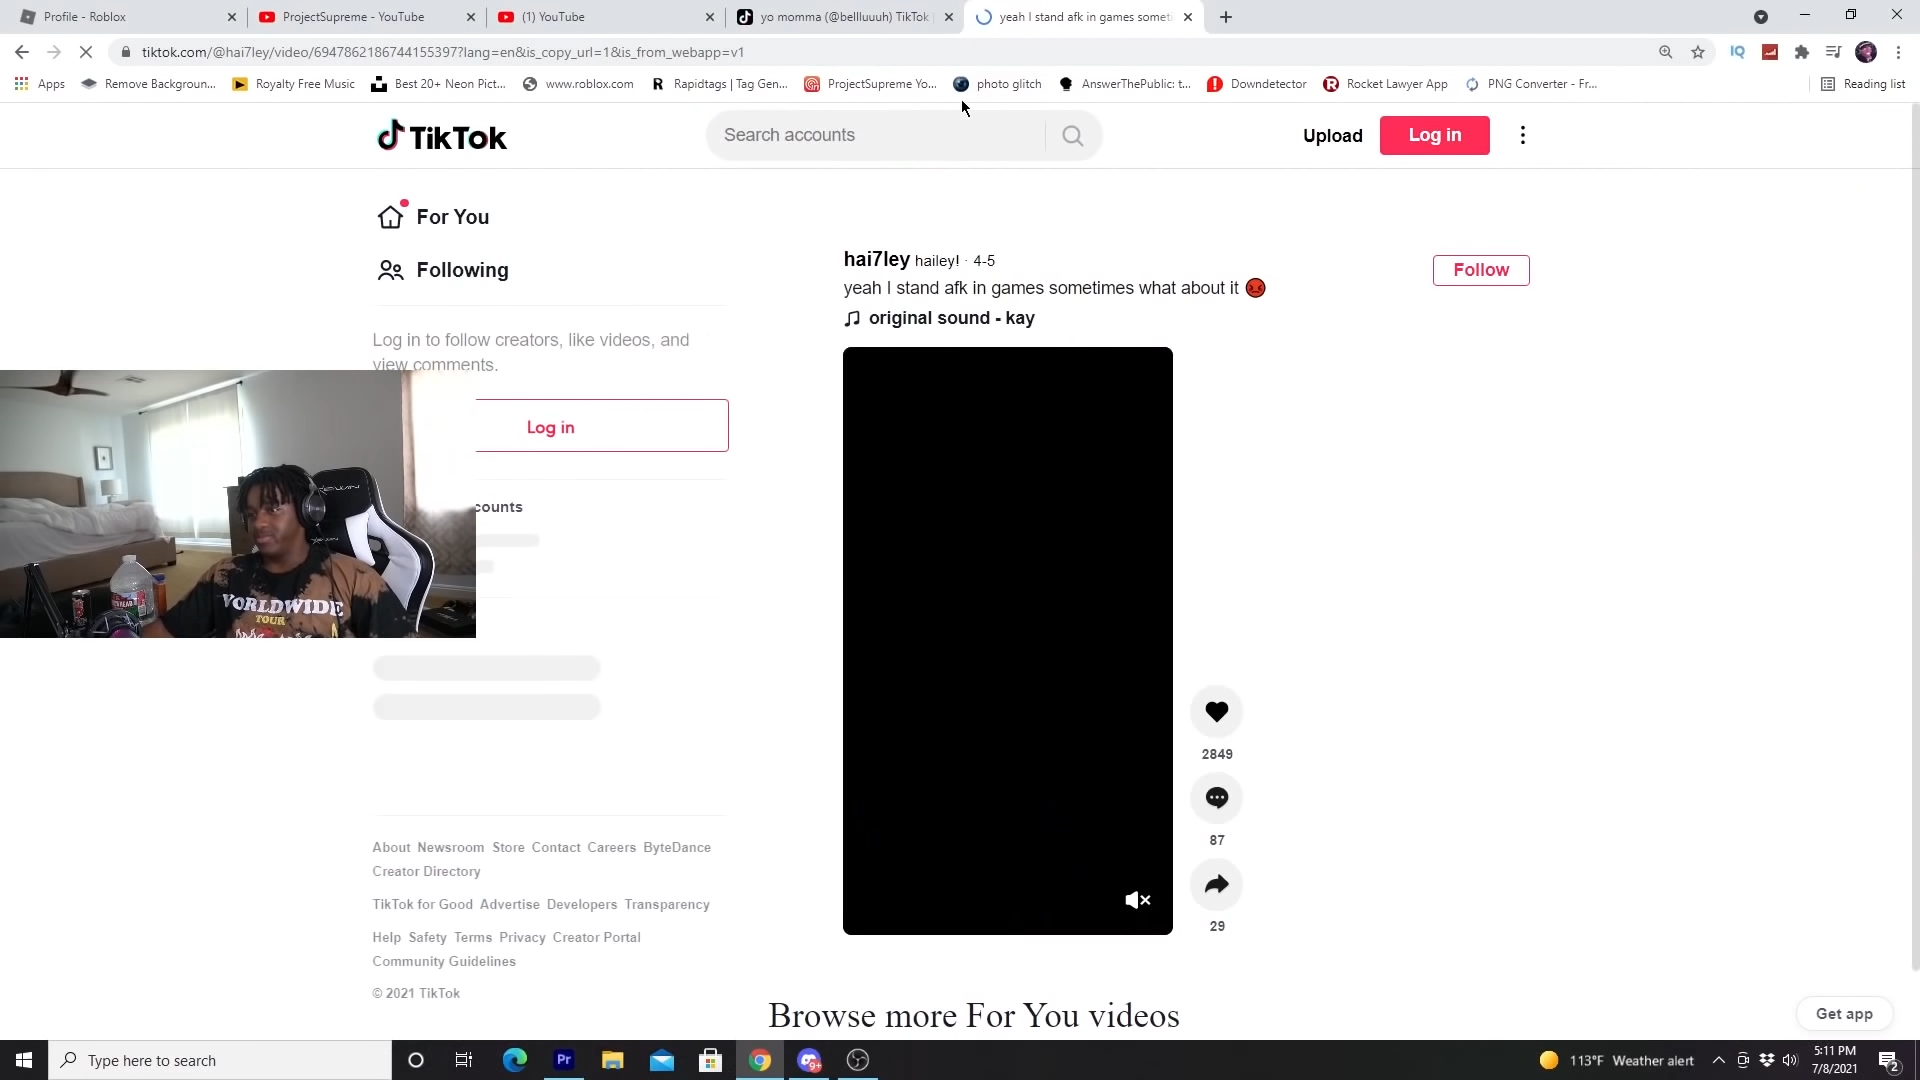 Profile - Roblox
ProjectSupreme - YouTube
(1) YouTube
yo momma (@bellluuuh) TikTok
yeah I stand afk in games somet
tiktok.com/@hai7ley/video/6947862186744155397?lang=en&is_copy_url=1&is_from_webapp=v1
Apps
Remove Backgroun...
Royalty Free Music
Best 20+ Neon Pict...
www.roblox.com
Rapidtags | Tag Gen...
ProjectSupreme Yo...
photo glitch
AnswerThePublic: t...
Downdetector
Rocket Lawyer App
PNG Converter - Fr...
Reading list
TikTok
Search accounts
Upload
Log in
For You
Following
Log in to follow creators, like videos, and
view comments.
Log in
counts
hai7ley hailey! · 4-5
Follow
yeah I stand afk in games sometimes what about it
original sound - kay
WORLDWIDE
TOUR
2849
87
29
About Newsroom Store Contact Careers ByteDance
Creator Directory
TikTok for Good Advertise Developers Transparency
Help Safety Terms Privacy Creator Portal
Community Guidelines
© 2021 TikTok
Browse more For You videos
Get app
Type here to search
Pr
9+
113°F Weather alert
5:11 PM
7/8/2021
2